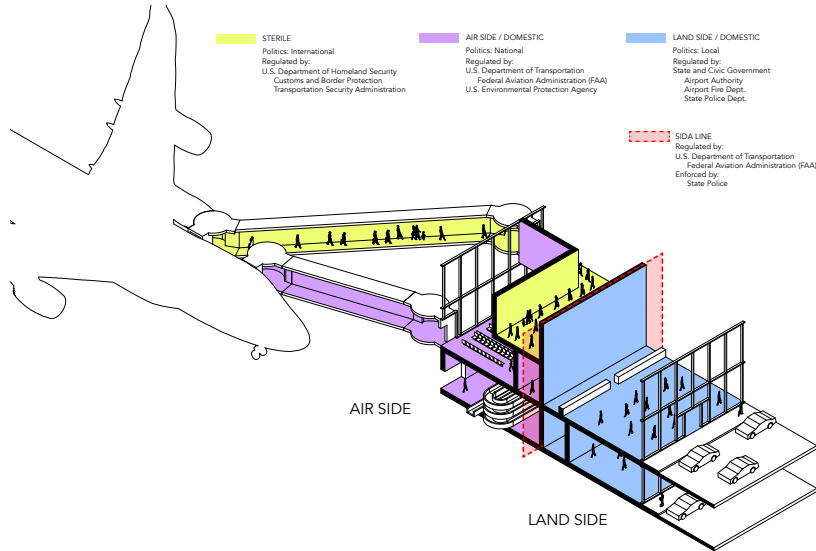 STERILE
Politics: International
Regulated by:
U.S. Department of Homeland Security
Customs and Border Protection
Transportation Security Administration
AIR SIDE / DOMESTIC
Politics: National
Regulated by:
U.S. Department of Transportation
Federal Aviation Administration (FAA)
U.S. Environmental Protection Agency
LAND SIDE / DOMESTIC
Politics: Local
Regulated by:
State and Civic Government
Airport Authority
Airport Fire Dept.
State Police Dept.
SIDA LINE
Regulated by:
U.S. Department of Transportation
Federal Aviation Administration (FAA)
Enforced by:
State Police
AIR SIDE
LAND SIDE